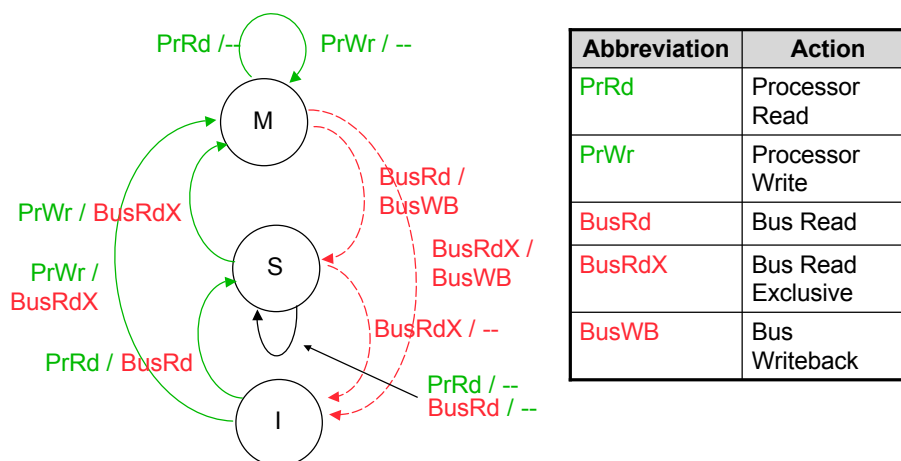 PrRd /--
PrWr / --
M
BusRd /
BusWB
PrWr / BusRdX
S
BusRdX /
BusWB
PrWr /
BusRdX
BusRdX / --
PrRd / BusRd
PrRd / --
BusRd / --
I
Abbreviation Action
PrRd Processor
Read
PrWr Processor
Write
BusRd Bus Read
BusRdX Bus Read
Exclusive
BusWB Bus
Writeback